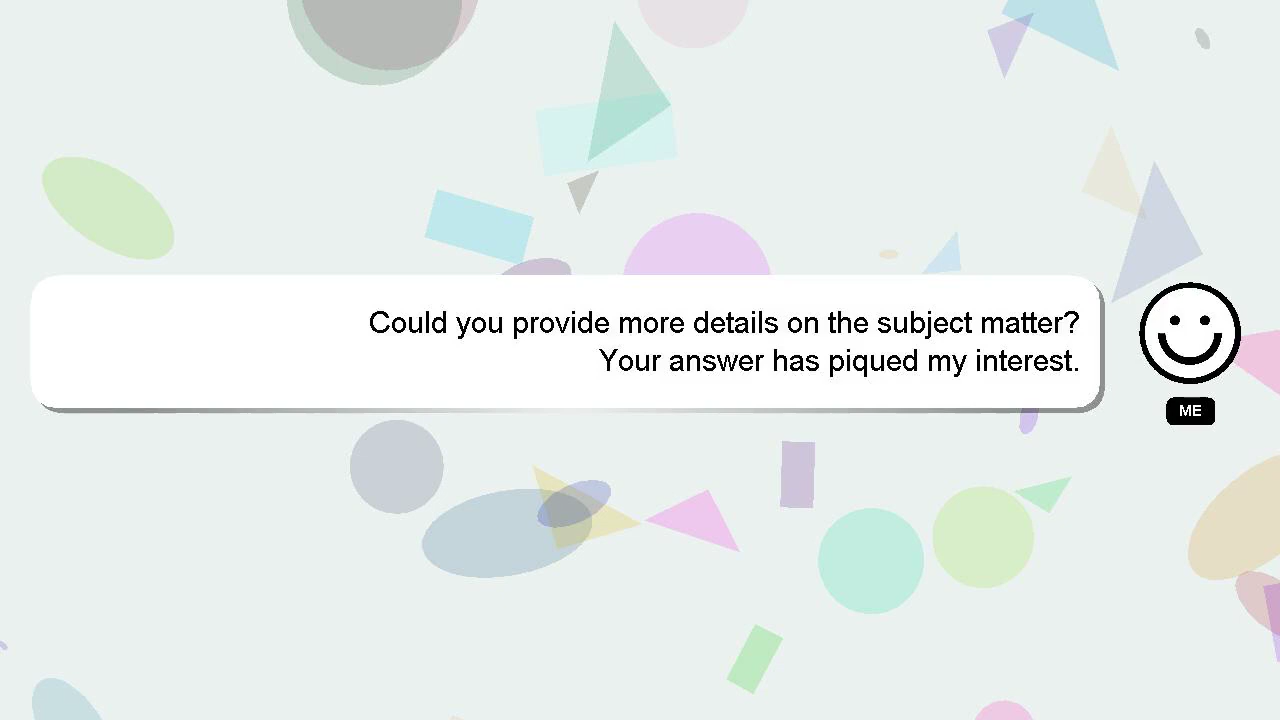 Could you provide more details on the subject matter?
Your answer has piqued my interest.
ME